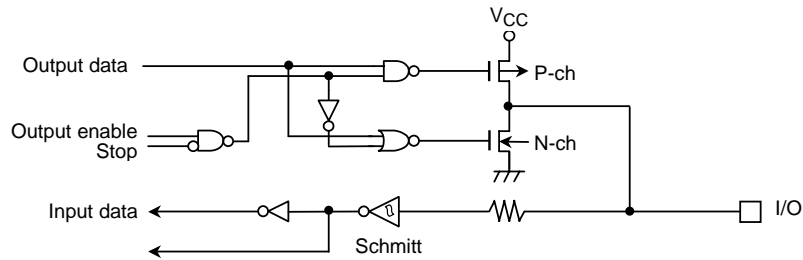 VCC
Output data
P-ch
Output enable
Stop
N-ch
Input data
I/O
Schmitt